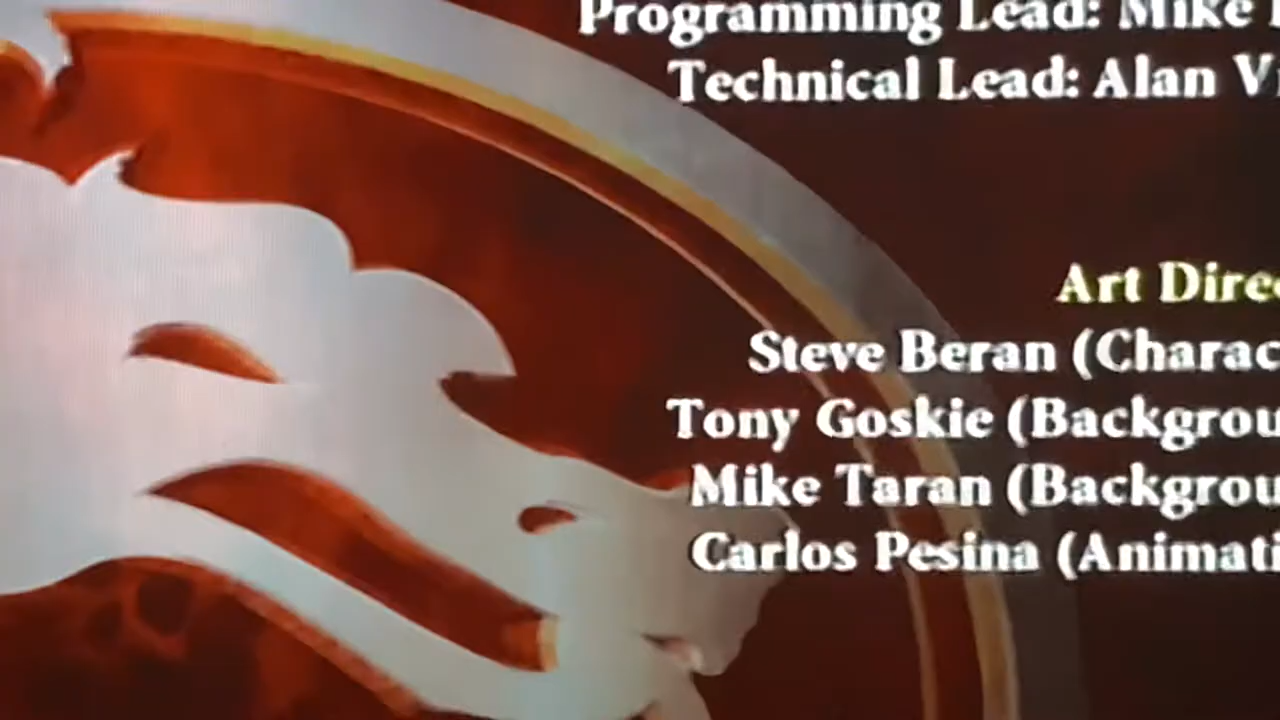 Programming Lead: Mike
Technical Lead: Alan
Art Direc
Steve Beran (Charac
Tony Goskie (Backgrou
Mike Taran (Backgrou
Carlos Pesina (Animati